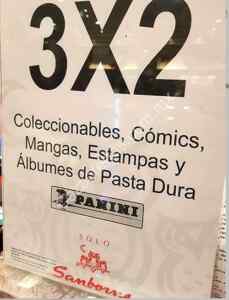 3X2
Coleccionables, Cómics,
Mangas, Estampas y
Álbumes de Pasta Dura
PANINI
SOLO
Sanborns